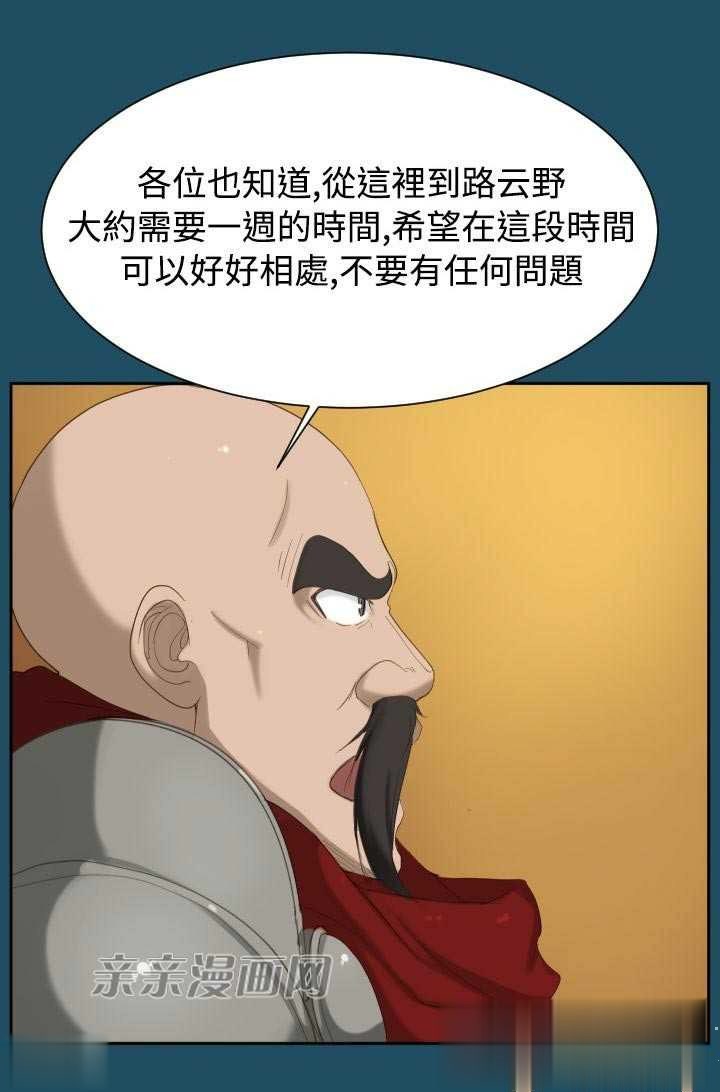 各位也知道,從這裡到路云野
大約需要一週的時間,希望在這段時間
可以好好相處,不要有任何問題
亲亲漫画网